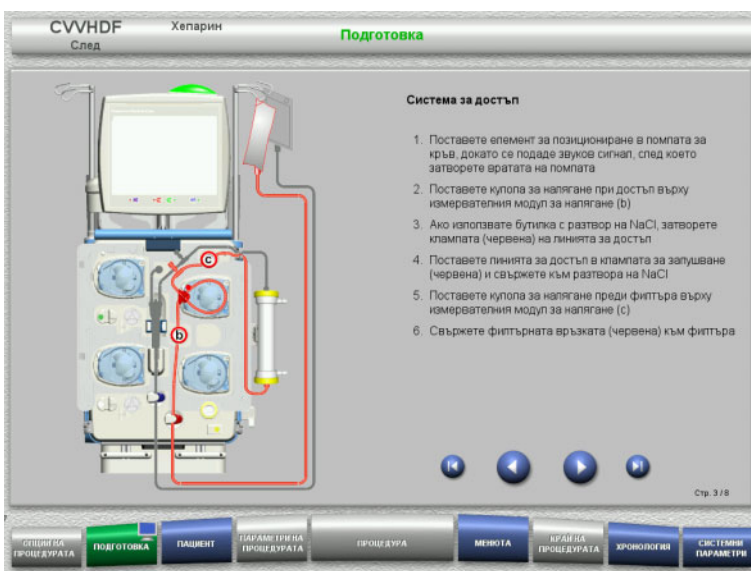 CVVHDF
Хепарин
След
Подготовка
Система за достъп
1. Поставете елемент за позициониране в помпата за
кръв, докато се подаде звуков сигнал, след което
затворете вратата на помпата
2. Поставете купола за налягане при достъп върху
измервателния модул за налягане (b)
3. Ако използвате бутилка с разтвор на NaCl, затворете
клампата (червена) на линията за достъп
4. Поставете линията за достъп в клампата за запушване
(червена) и свържете към разтвора на NaCl
5. Поставете купола за налягане преди филтъра върху
измервателния модул за налягане (c)
6. Свържете филтърната връзката (червена) към филтъра
c
b
Стр. 3 / 8
ОПЦИИ НА
ПРОЦЕДУРАТА
ПОДГОТОВКА
ПАЦИЕНТ
ПАРАМЕТРИ НА
ПРОЦЕДУРАТА
ПРОЦЕДУРА
МЕНЮТА
КРАЙ НА
ПРОЦЕДУРАТА
ХРОНОЛОГИЯ
СИСТЕМНИ
ПАРАМЕТРИ